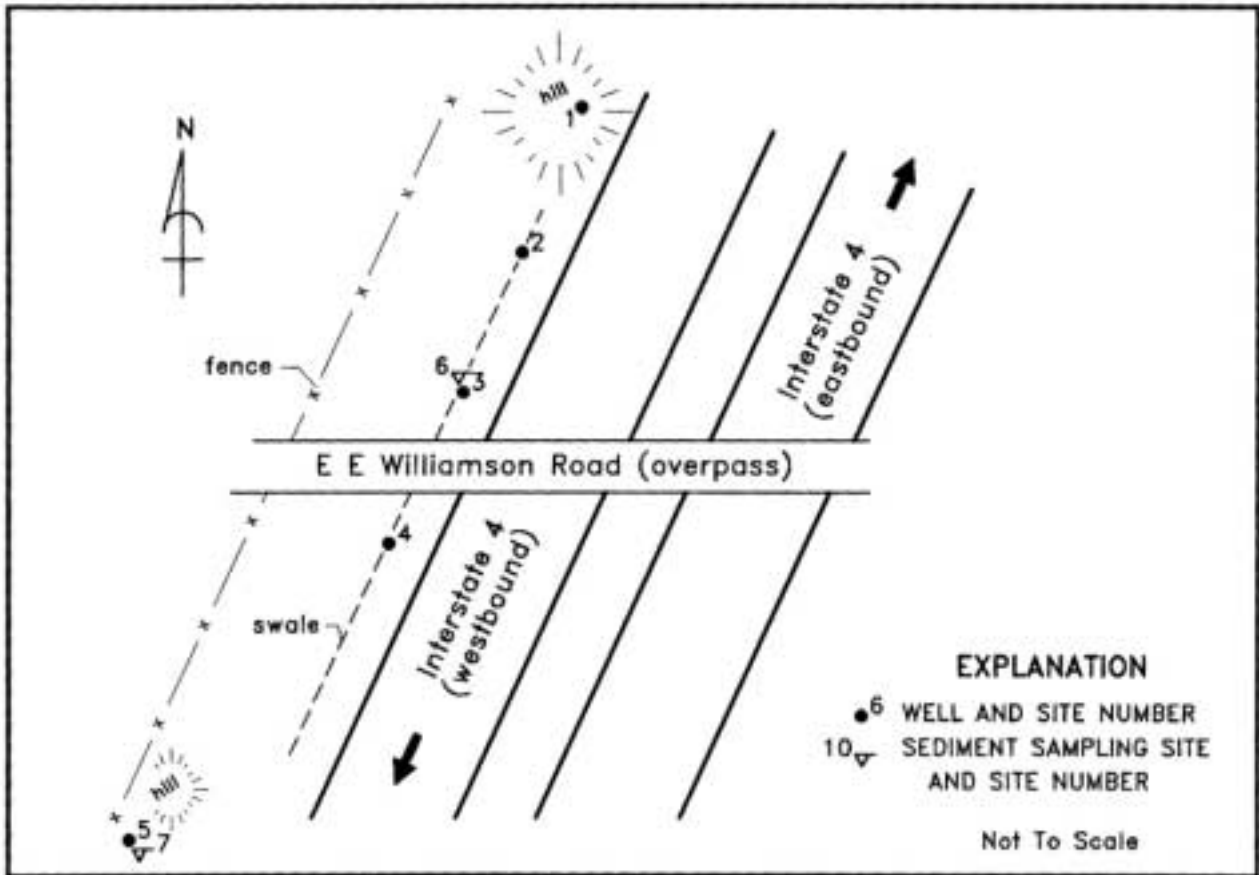 hill
1
N
2
Interstate 4
(eastbound)
6
3
fence
E E Williamson Road (overpass)
4
Interstate 4
(westbound)
swale
EXPLANATION
6 WELL AND SITE NUMBER
10 SEDIMENT SAMPLING SITE
AND SITE NUMBER
hill
5
7
Not To Scale